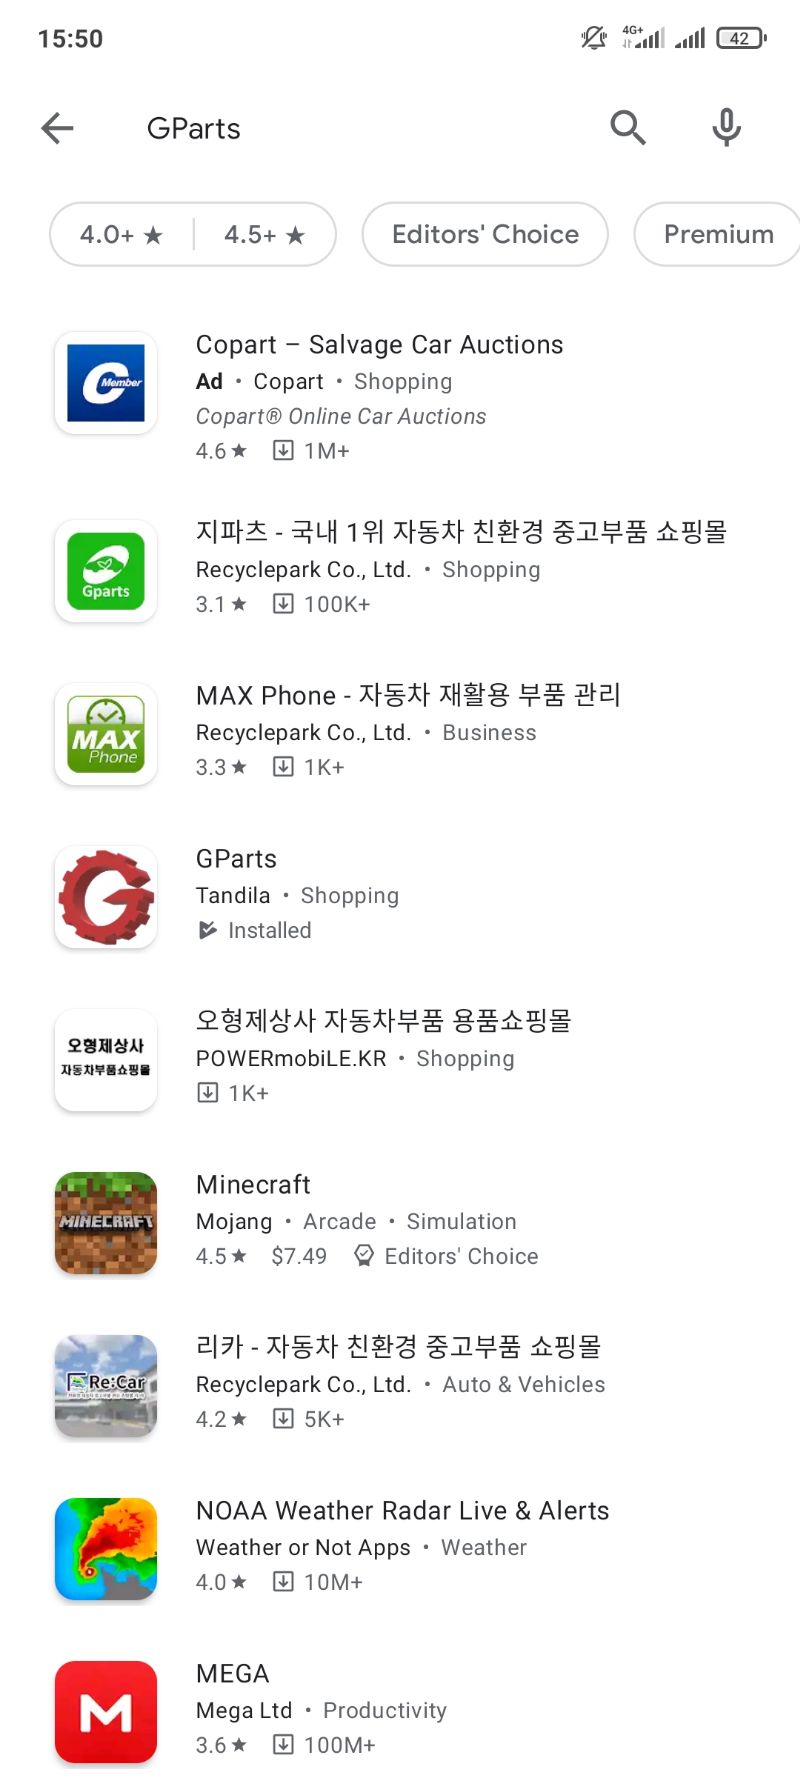 15:50
4G+ 42
GParts
4.0+ ★ 4.5+ ★ Editors' Choice Premium
Copart – Salvage Car Auctions
Member
Ad • Copart • Shopping
Copart® Online Car Auctions
4.6 ★ 1M+
지파츠 - 국내 1위 자동차 친환경 중고부품 쇼핑몰
Recyclepark Co., Ltd. • Shopping
Gparts
3.1 ★ 100K+
MAX Phone - 자동차 재활용 부품 관리
Recyclepark Co., Ltd. • Business
MAX
Phone
3.3 ★ 1K+
GParts
Tandila • Shopping
Installed
오형제상사 자동차부품 용품쇼핑몰
오형제상사
자동차부품쇼핑몰
POWERmobiLE.KR • Shopping
1K+
Minecraft
MINECRAFT
Mojang • Arcade • Simulation
4.5 ★ $7.49 Editors' Choice
리카 - 자동차 친환경 중고부품 쇼핑몰
Re:Car
Recyclepark Co., Ltd. • Auto & Vehicles
4.2 ★ 5K+
NOAA Weather Radar Live & Alerts
Weather or Not Apps • Weather
4.0 ★ 10M+
MEGA
M
Mega Ltd • Productivity
3.6 ★ 100M+